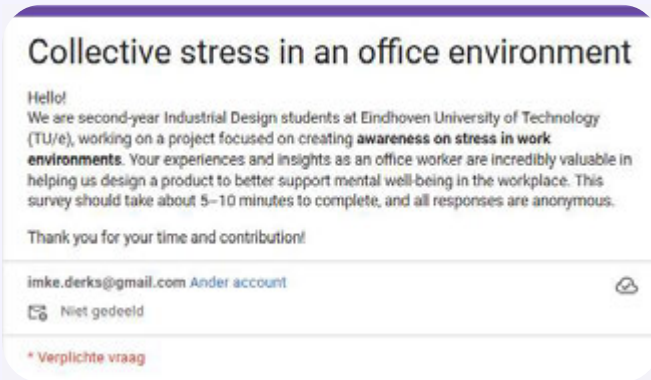 Collective stress in an office environment
Hello!
We are second-year Industrial Design students at Eindhoven University of Technology
(TU/e), working on a project focused on creating awareness on stress in work
environments. Your experiences and insights as an office worker are incredibly valuable in
helping us design a product to better support mental well-being in the workplace. This
survey should take about 5–10 minutes to complete, and all responses are anonymous.
Thank you for your time and contribution!
imke.derks@gmail.com Ander account
Niet gedeeld
* Verplichte vraag